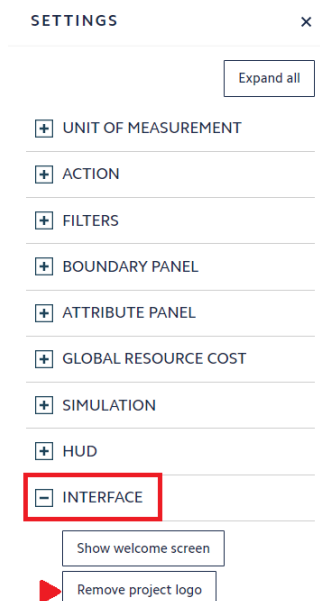 SETTINGS ×
Expand all
+ UNIT OF MEASUREMENT
+ ACTION
+ FILTERS
+ BOUNDARY PANEL
+ ATTRIBUTE PANEL
+ GLOBAL RESOURCE COST
+ SIMULATION
+ HUD
− INTERFACE
Show welcome screen
Remove project logo